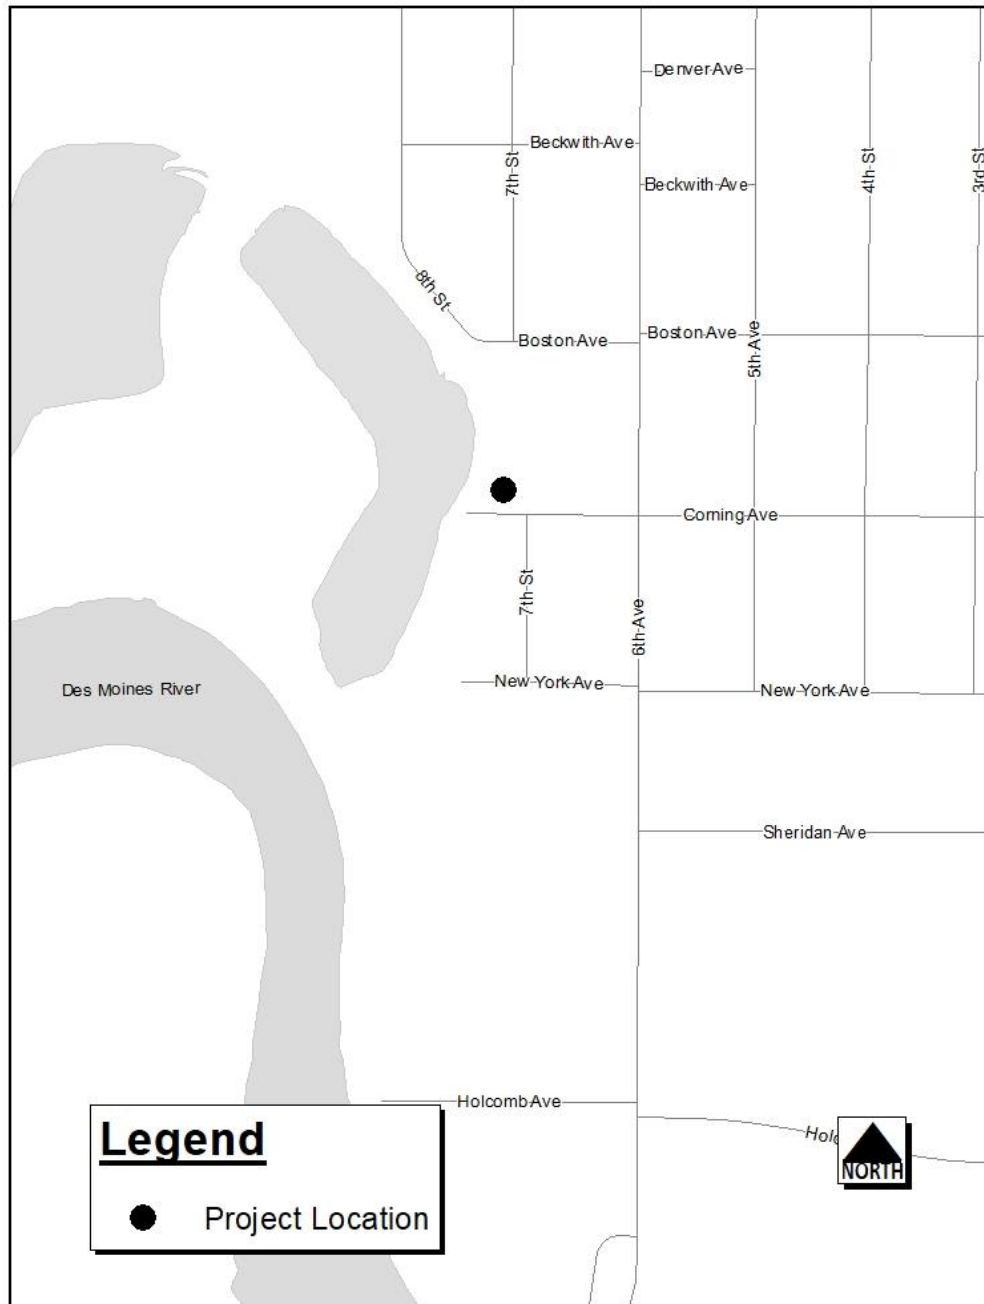 Denver Ave
Beckwith Ave
7th St
4th St
3rd St
Beckwith Ave
8th St
Boston Ave
Boston Ave
5th Ave
Corning Ave
7th St
6th Ave
New York Ave
Des Moines River
New York Ave
Sheridan Ave
Holcomb Ave
Hol
NORTH
Legend
Project Location